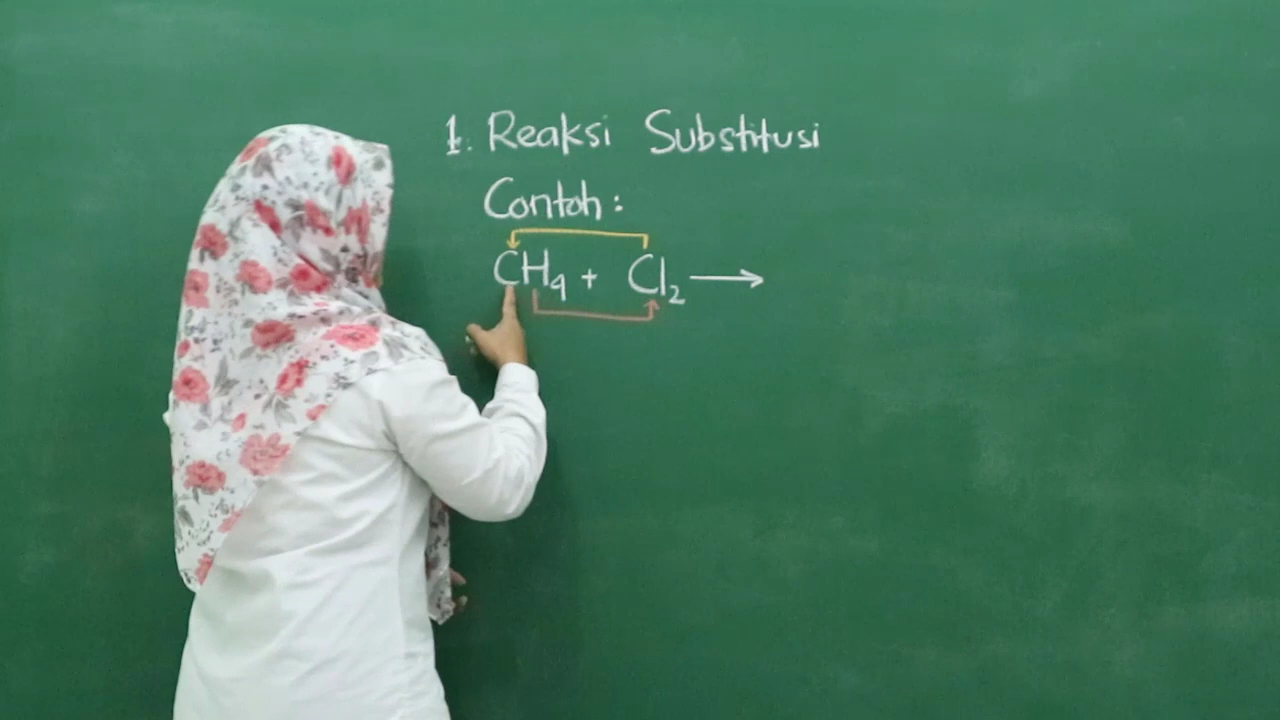 1. Reaksi Substitusi
Contoh :
CH₄ + Cl₂ ⟶